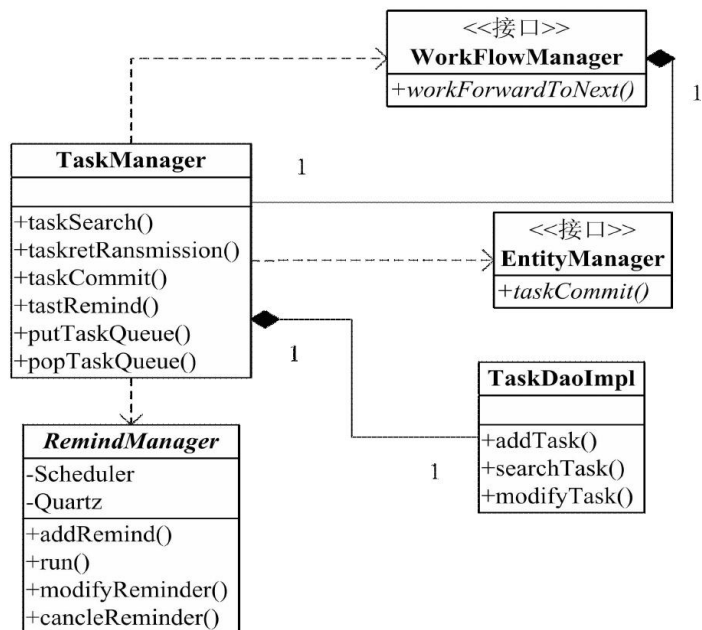 <<接口>>
WorkFlowManager
+workForwardToNext()
1
TaskManager
1
+taskSearch()
+taskretRansmission()
+taskCommit()
+tastRemind()
+putTaskQueue()
+popTaskQueue()
<<接口>>
EntityManager
+taskCommit()
1
TaskDaoImpl
+addTask()
+searchTask()
+modifyTask()
1
RemindManager
-Scheduler
-Quartz
+addRemind()
+run()
+modifyReminder()
+cancleReminder()